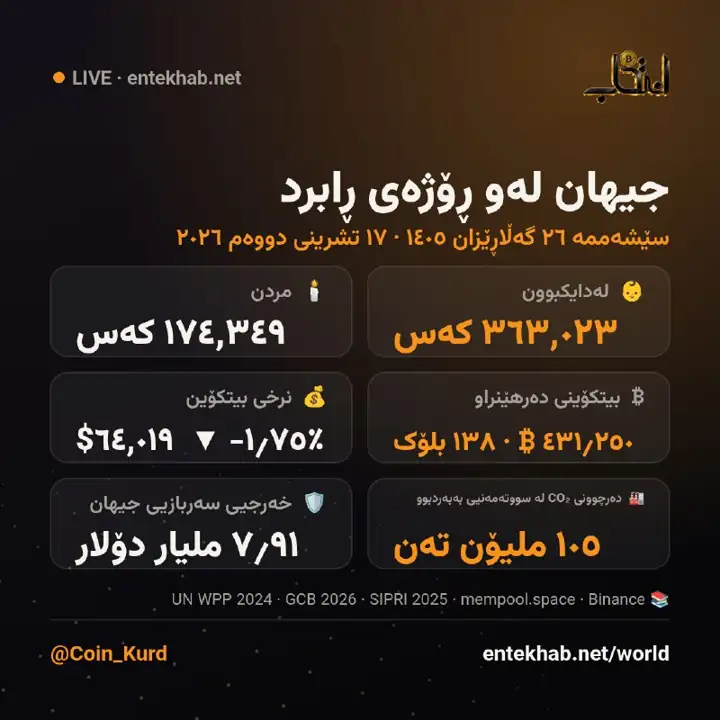 LIVE · entekhab.net
جیهان لەو ڕۆژەی ڕابرد
سێشەممە ٢٦ گەڵاڕێزان ١٤٠٥ · ١٧ تشرینی دووەم ٢٠٢٦
👶 لەدایکبوون
٣٦٣,٠٢٣ کەس
🕯️ مردن
١٧٤,٣٤٩ کەس
₿ بیتکۆینی دەرهێنراو
٤٣١٫٢٥٠ ₿ · ١٣٨ بلۆک
💰 نرخی بیتکۆین
$٦٤,٠١٩ ▼ −١٫٧٥٪
🏭 دەرچوونی CO₂ لە سووتەمەنیی بەبەردبوو
١٠٥ ملیۆن تەن
🛡️ خەرجیی سەربازیی جیهان
٧٫٩١ ملیار دۆلار
📚 UN WPP 2024 · GCB 2026 · SIPRI 2025 · mempool.space · Binance
@Coin_Kurd
entekhab.net/world